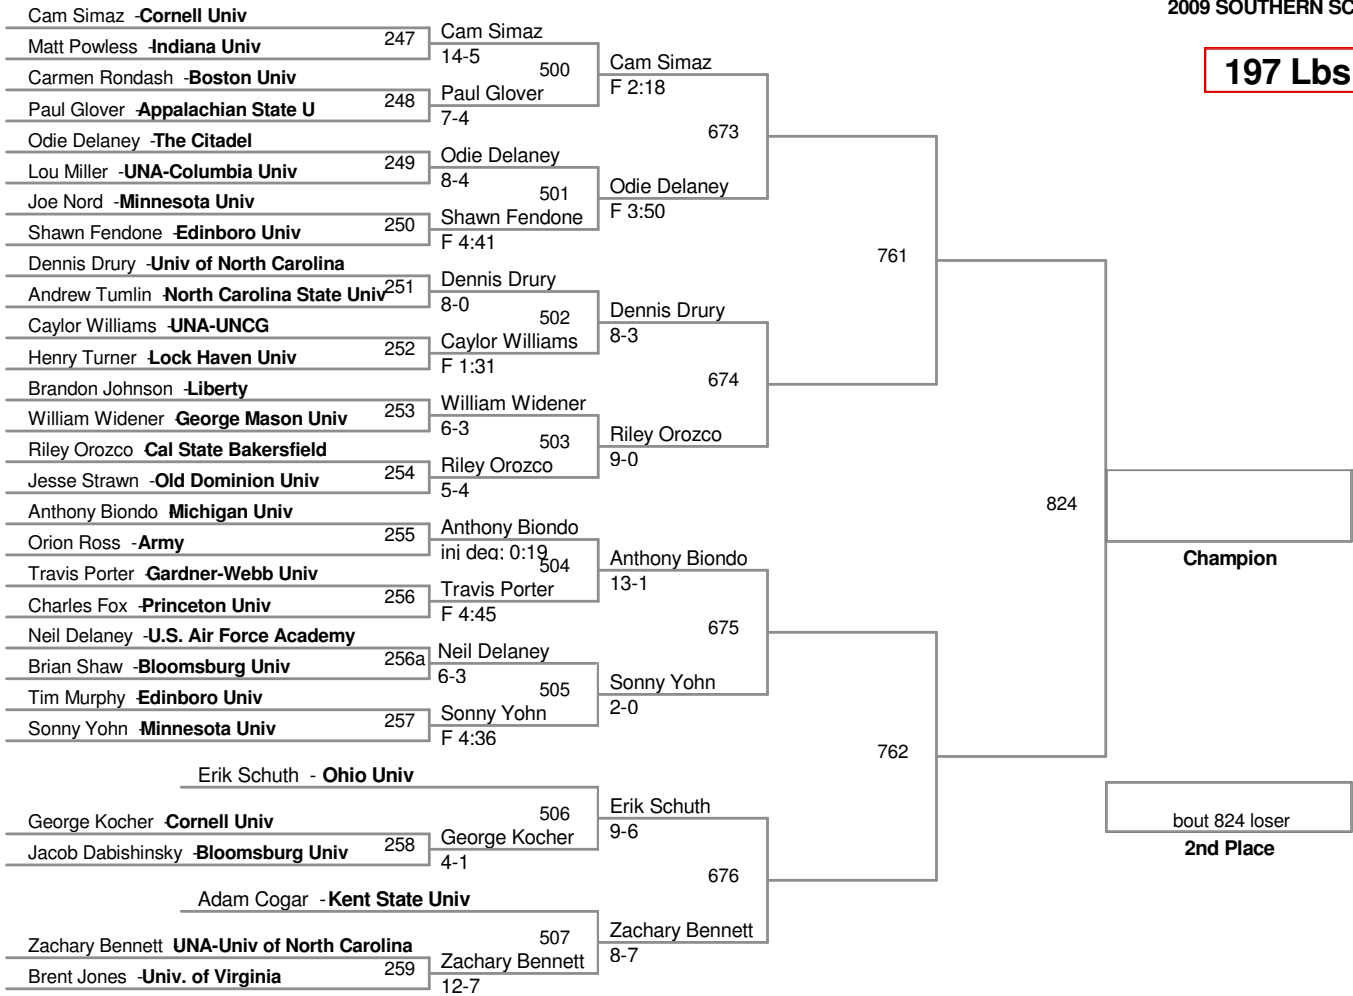 2009 SOUTHERN SC
197 Lbs
Cam Simaz -Cornell Univ
Matt Powless -Indiana Univ
247
Cam Simaz
14-5
Carmen Rondash -Boston Univ
Paul Glover -Appalachian State U
248
Paul Glover
7-4
500
Cam Simaz
F 2:18
Odie Delaney -The Citadel
Lou Miller -UNA-Columbia Univ
249
Odie Delaney
8-4
Joe Nord -Minnesota Univ
Shawn Fendone -Edinboro Univ
250
Shawn Fendone
F 4:41
501
Odie Delaney
F 3:50
673
Dennis Drury -Univ of North Carolina
Andrew Tumlin -North Carolina State Univ
251
Dennis Drury
8-0
Caylor Williams -UNA-UNCG
Henry Turner -Lock Haven Univ
252
Caylor Williams
F 1:31
502
Dennis Drury
8-3
Brandon Johnson -Liberty
William Widener -George Mason Univ
253
William Widener
6-3
Riley Orozco -Cal State Bakersfield
Jesse Strawn -Old Dominion Univ
254
Riley Orozco
5-4
503
Riley Orozco
9-0
674
761
Anthony Biondo -Michigan Univ
Orion Ross -Army
255
Anthony Biondo
inj deg: 0:19
Travis Porter -Gardner-Webb Univ
Charles Fox -Princeton Univ
256
Travis Porter
F 4:45
504
Anthony Biondo
13-1
Neil Delaney -U.S. Air Force Academy
Brian Shaw -Bloomsburg Univ
256a
Neil Delaney
6-3
Tim Murphy -Edinboro Univ
Sonny Yohn -Minnesota Univ
257
Sonny Yohn
F 4:36
505
Sonny Yohn
2-0
675
Erik Schuth - Ohio Univ
George Kocher -Cornell Univ
Jacob Dabishinsky -Bloomsburg Univ
258
George Kocher
4-1
506
Erik Schuth
9-6
Adam Cogar -Kent State Univ
Zachary Bennett -UNA-Univ of North Carolina
Brent Jones -Univ. of Virginia
259
Zachary Bennett
12-7
507
Zachary Bennett
8-7
676
762
824
Champion
bout 824 loser
2nd Place